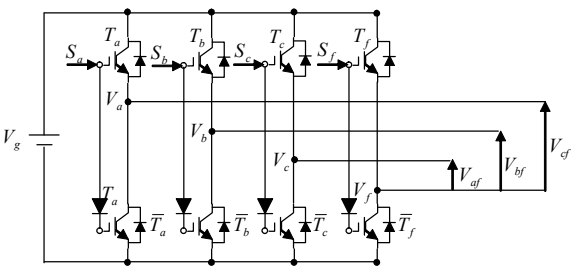 T_a T_b T_c T_f
S_a S_b S_c S_f
V_a
V_g
V_b
V_c
V_cf
V_bf
V_af
V_f
T_a
T̅_a T̅_b T̅_c T̅_f